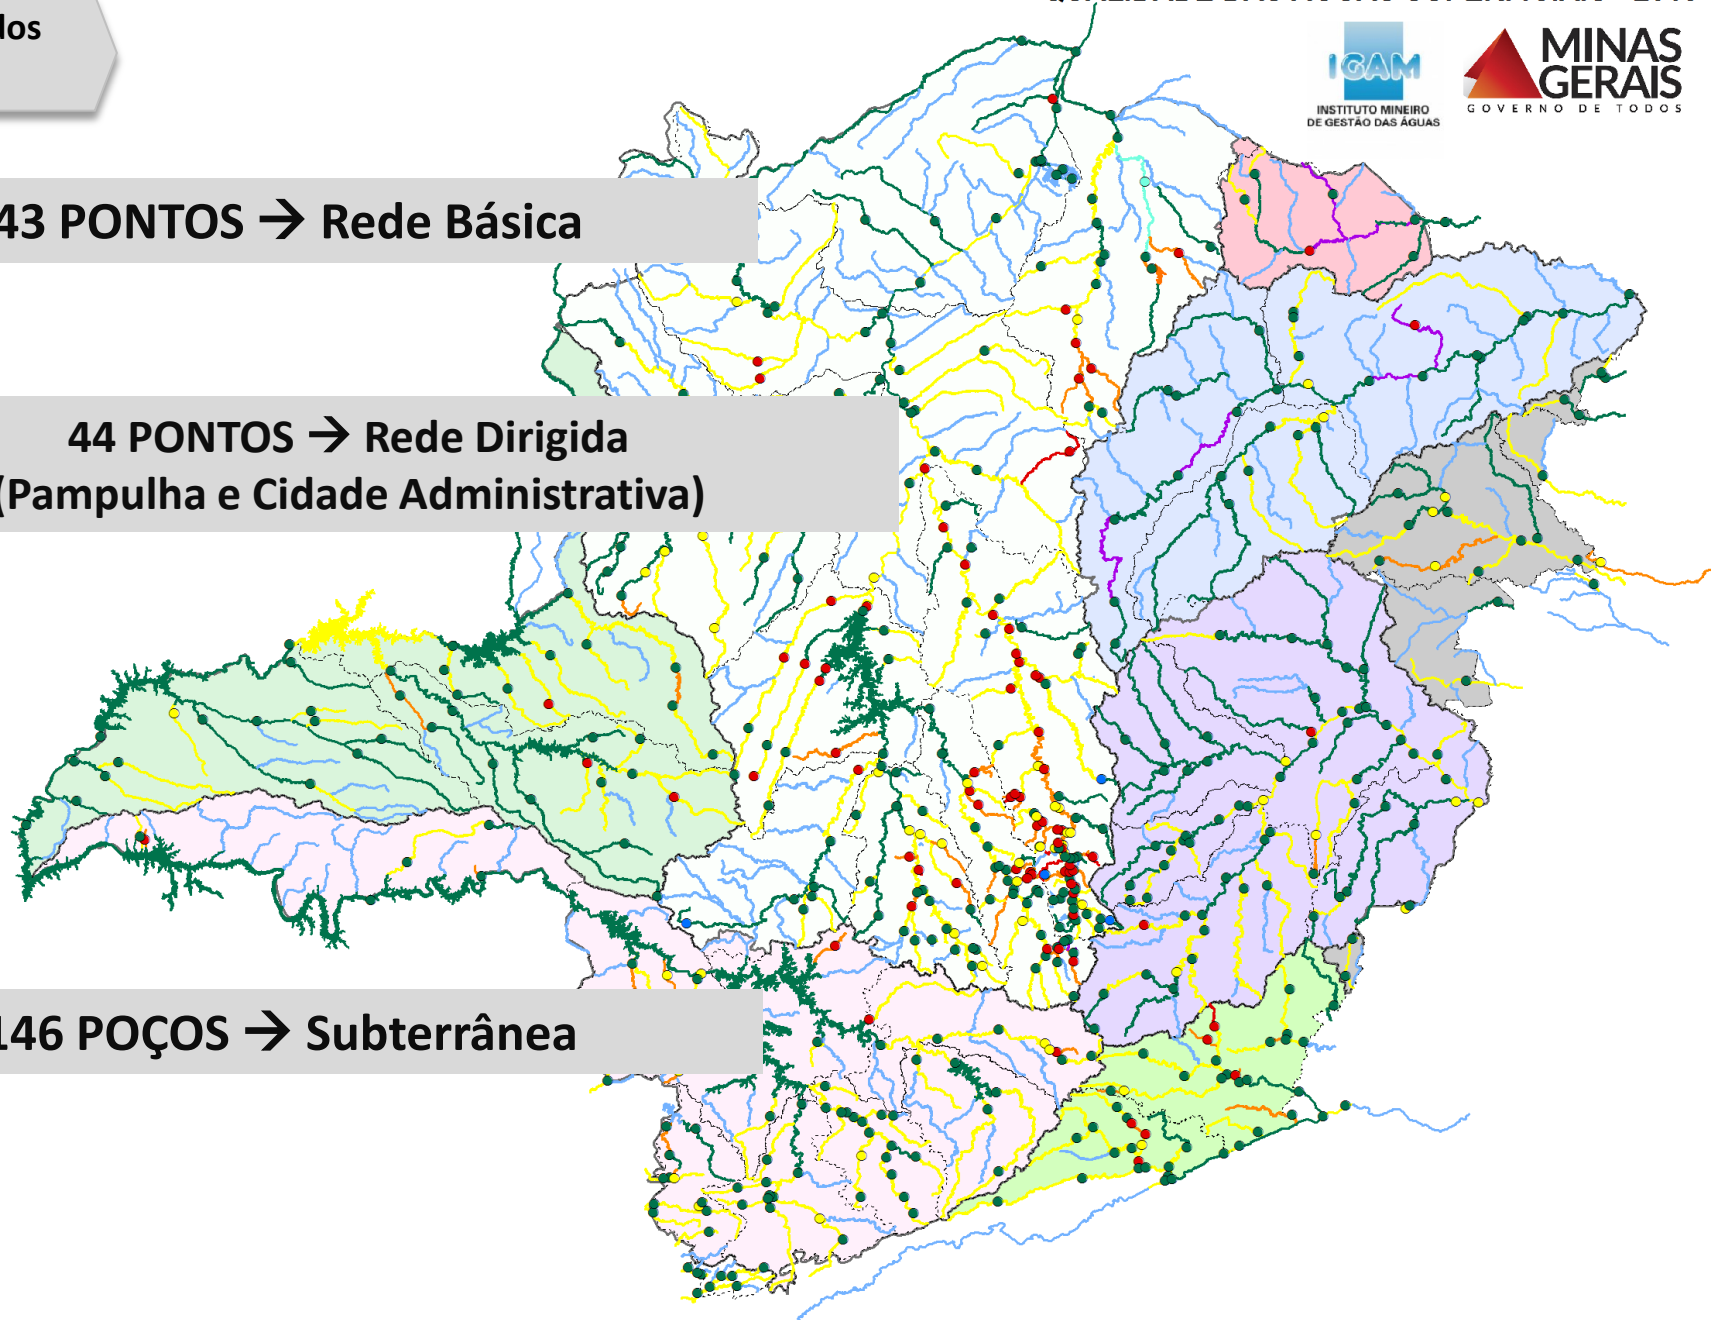 dos
IGAM
INSTITUTO MINEIRO
DE GESTÃO DAS ÁGUAS
MINAS
GERAIS
GOVERNO DE TODOS
43 PONTOS → Rede Básica
44 PONTOS → Rede Dirigida
(Pampulha e Cidade Administrativa)
146 POÇOS → Subterrânea